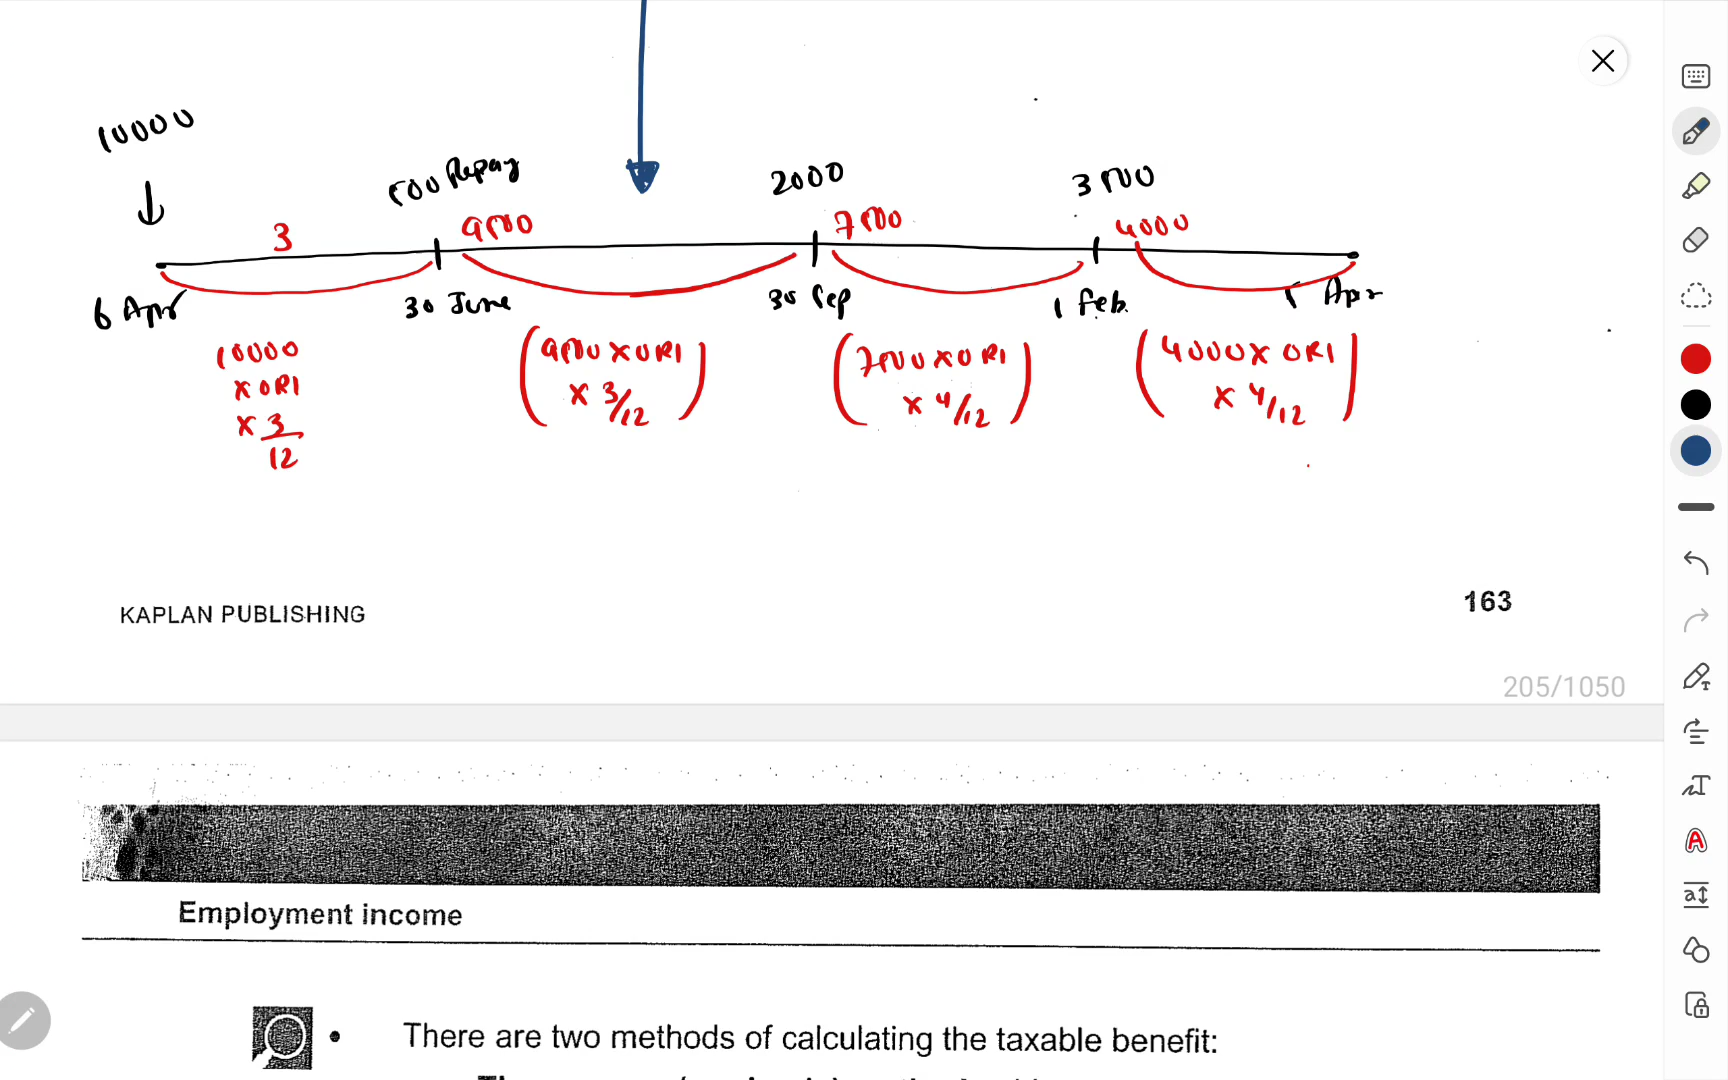 10000
500 Repay
2000
3500
3
9500
7500
4000
6 Apr
30 June
30 Sep
1 Feb.
5 Apr
10000
x ORI
x 3
12
(9500 x ORI
x 3/12)
(7500 x ORI
x 4/12)
(4000 x ORI
x 4/12)
KAPLAN PUBLISHING
163
205/1050
Employment income
• There are two methods of calculating the taxable benefit: